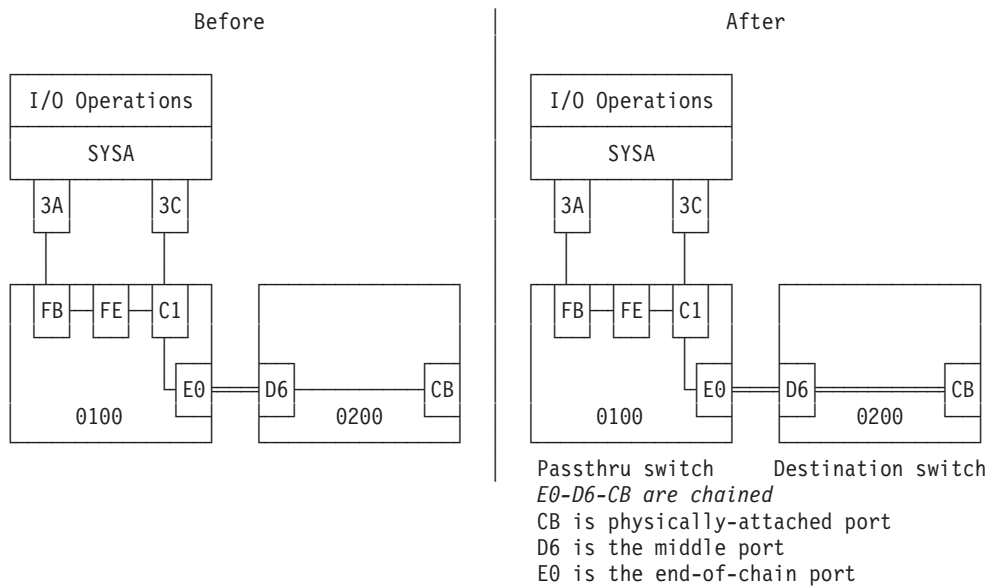 Before
After
I/O Operations
SYSA
3A 3C
FB FE C1
E0 D6 CB
0100 0200
I/O Operations
SYSA
3A 3C
FB FE C1
E0 D6 CB
0100 0200
Passthru switch Destination switch
E0-D6-CB are chained
CB is physically-attached port
D6 is the middle port
E0 is the end-of-chain port